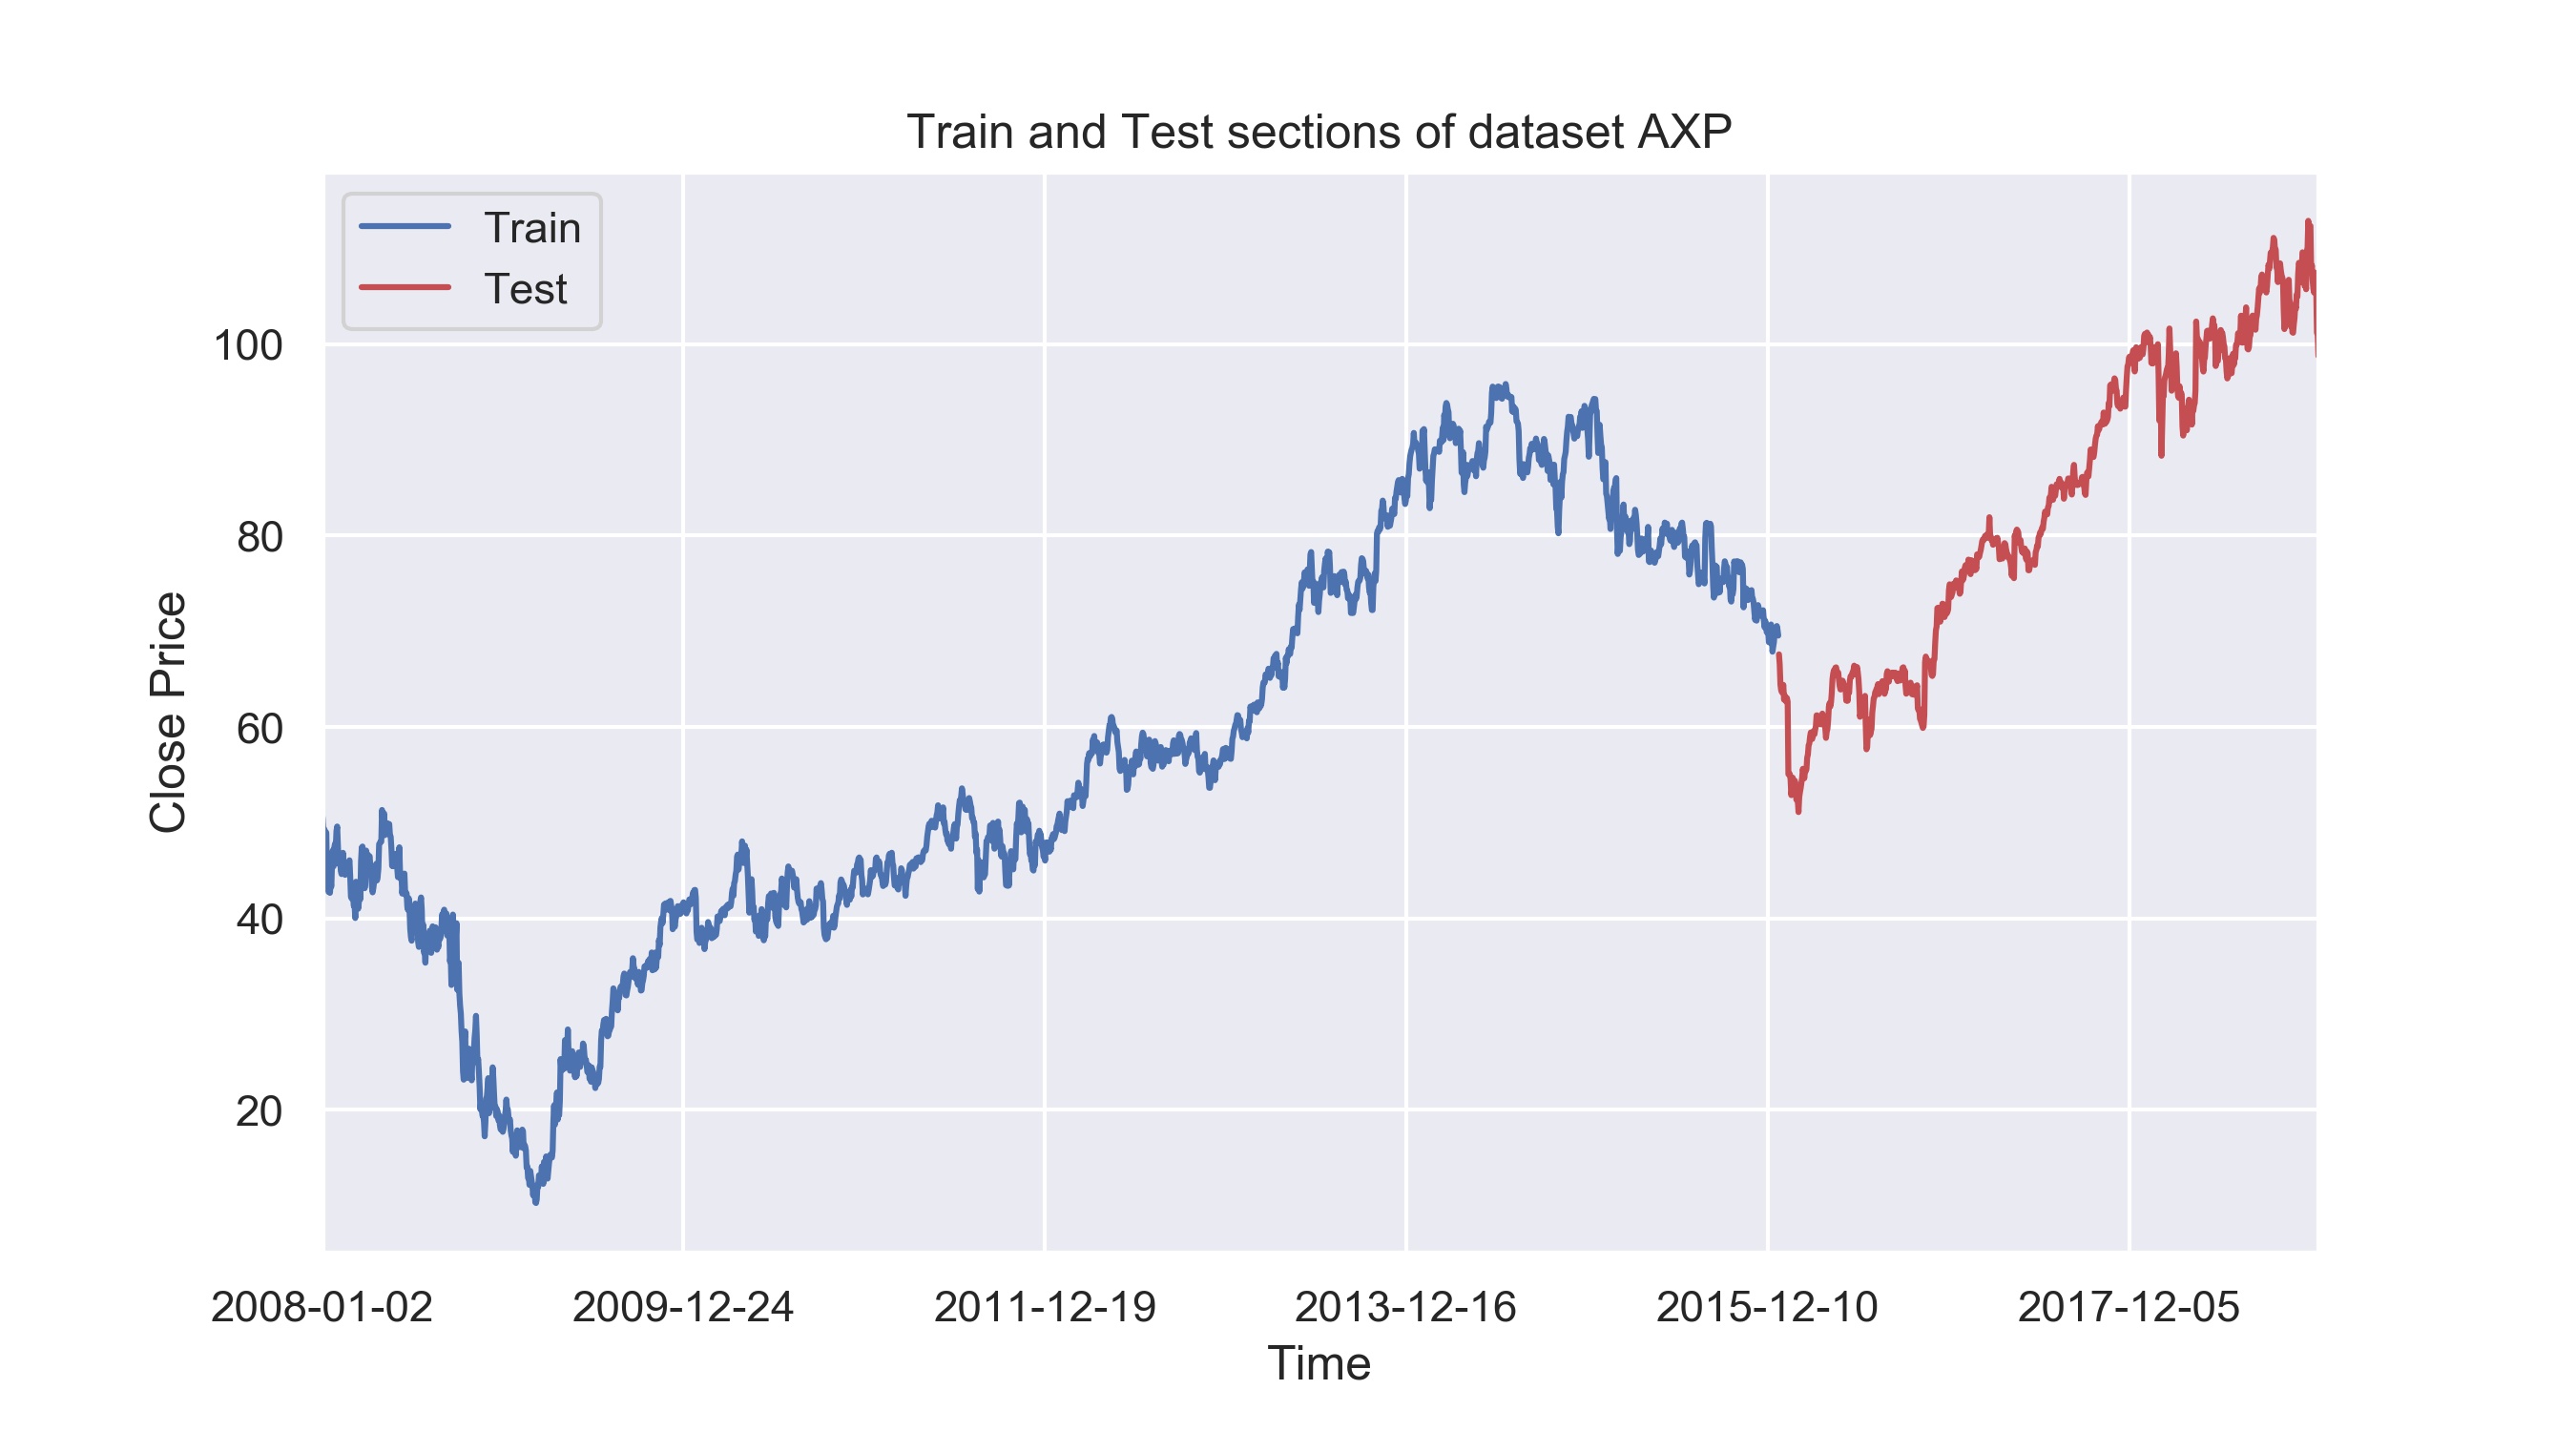 Train and Test sections of dataset AXP
Train
Test
Close Price
100
80
60
40
20
2008-01-02 2009-12-24 2011-12-19 2013-12-16 2015-12-10 2017-12-05
Time